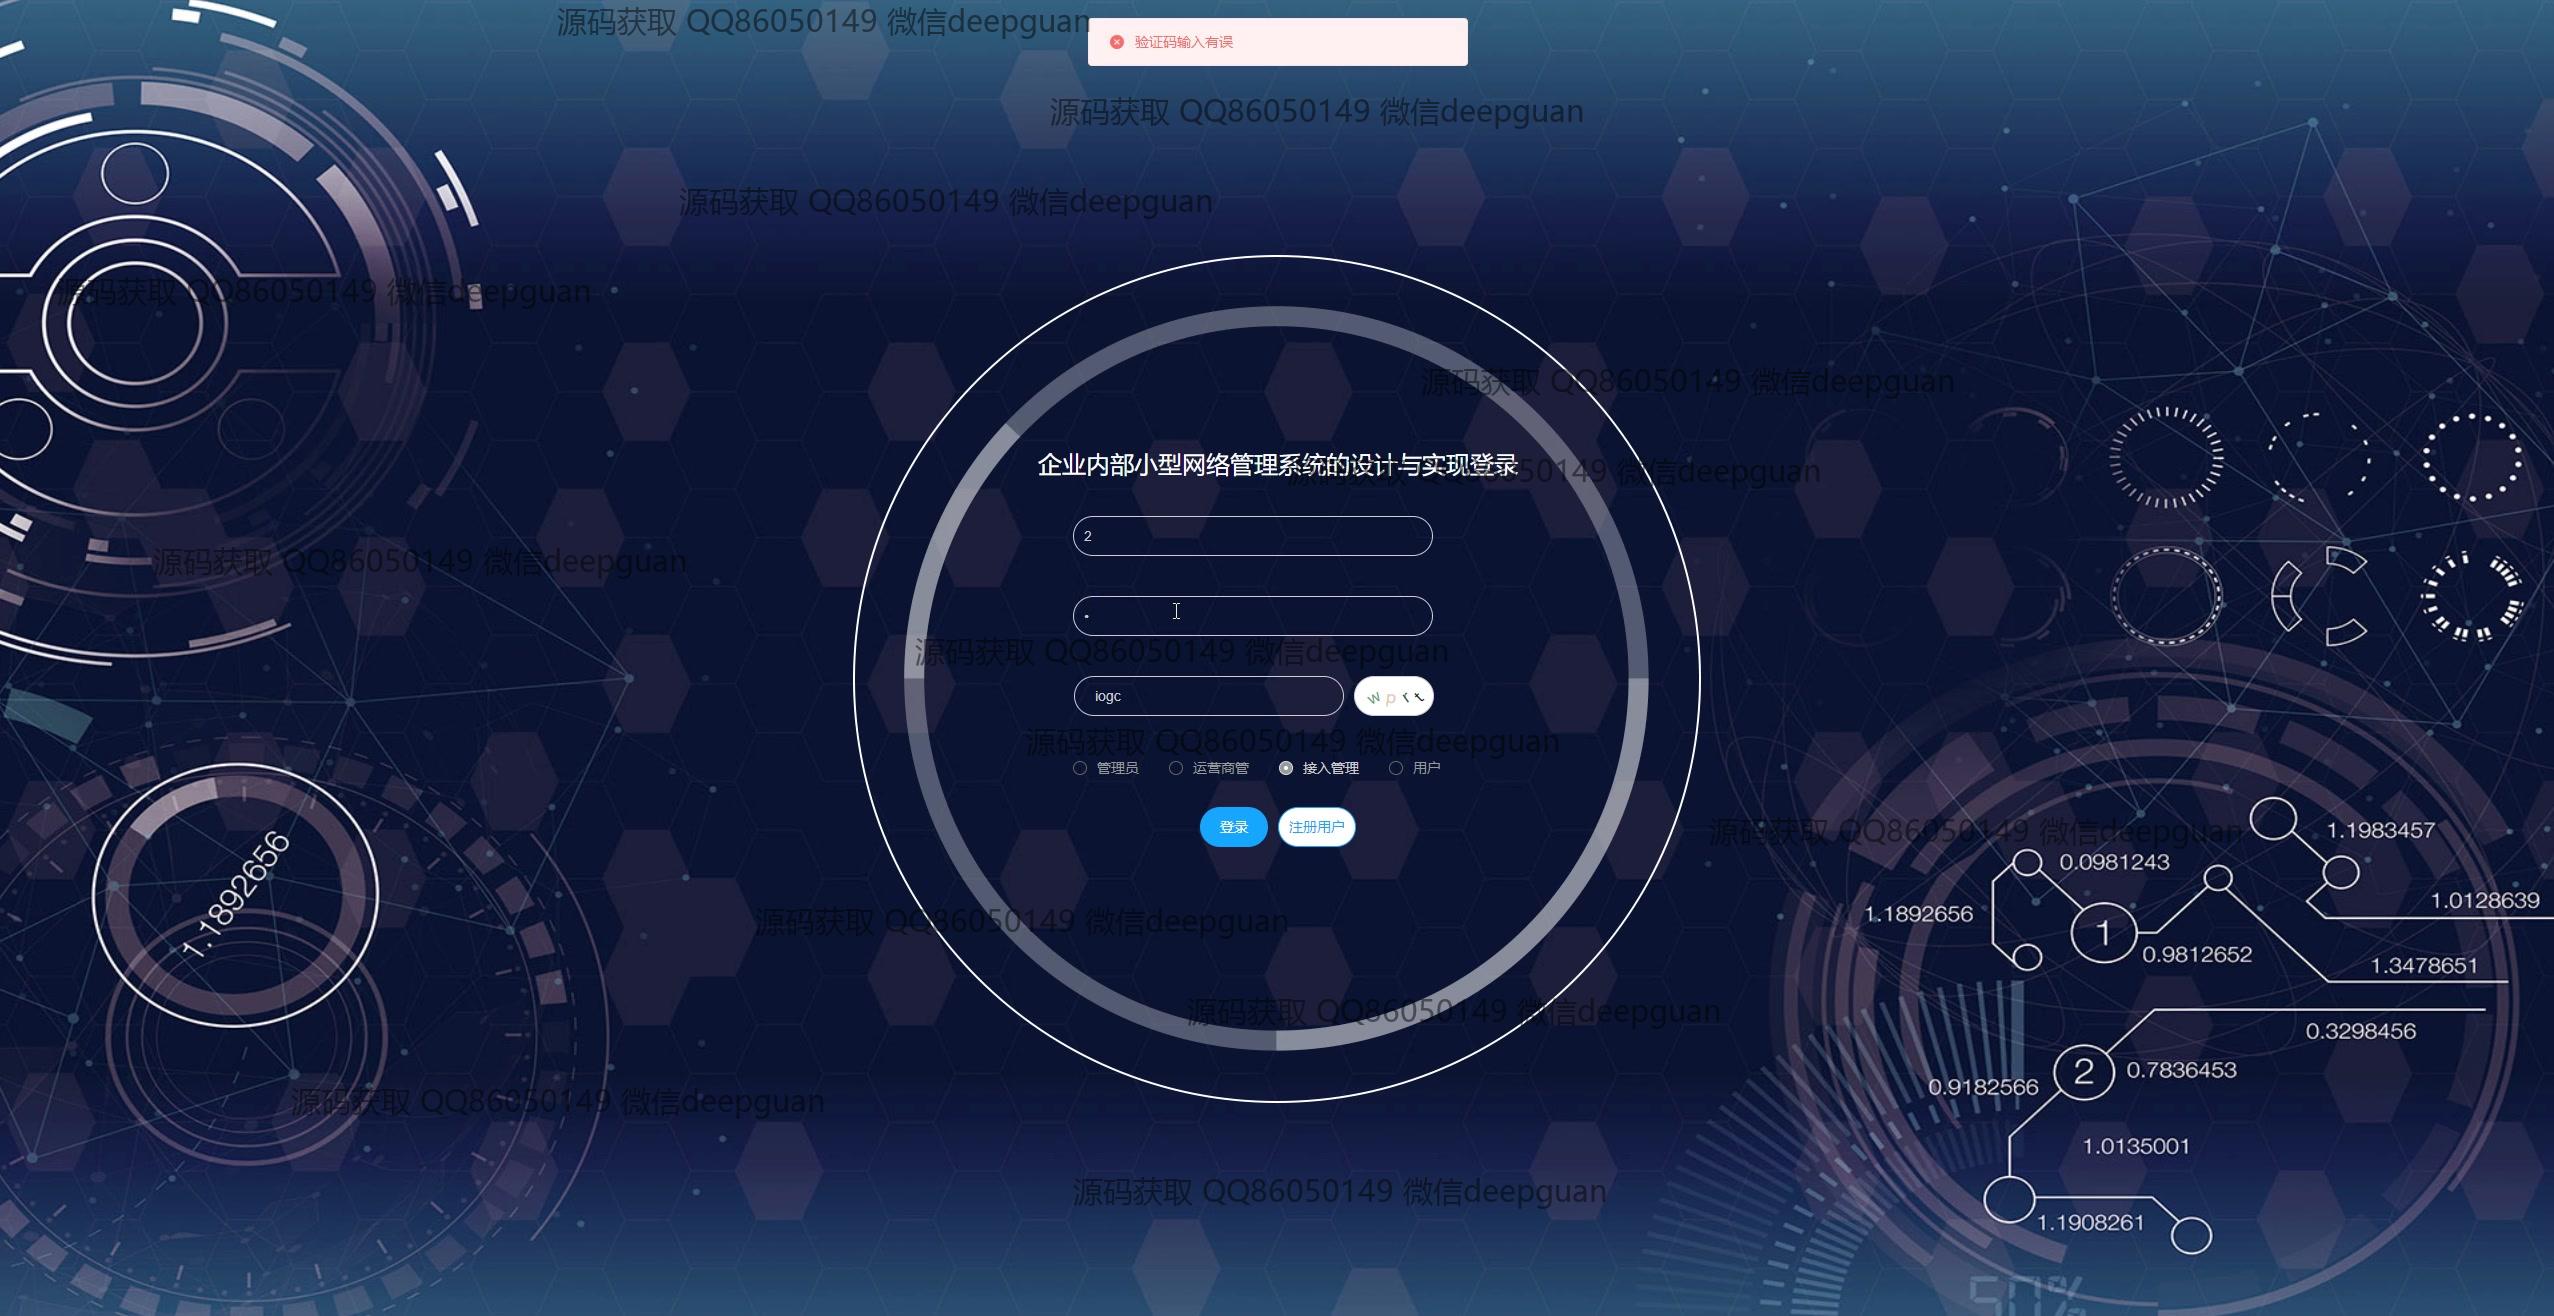 源码获取 QQ86050149 微信deepguan
验证码输入有误
源码获取 QQ86050149 微信deepguan
源码获取 QQ86050149 微信deepguan
源码获取 QQ86050149 微信deepguan
源码获取 QQ86050149 微信deepguan
企业内部小型网络管理系统的设计与实现登录
源码获取 QQ86050149 微信deepguan
2
源码获取 QQ86050149 微信deepguan
源码获取 QQ86050149 微信deepguan
iogc
源码获取 QQ86050149 微信deepguan
管理员 运营商管 接入管理 用户
登录 注册用户
源码获取 QQ86050149 微信deepguan
1.1983457
0.0981243
1.1892656
1.0128639
1.1892656
1
0.9812652
源码获取 QQ86050149 微信deepguan
1.3478651
源码获取 QQ86050149 微信deepguan
0.3298456
2
0.7836453
0.9182566
源码获取 QQ86050149 微信deepguan
1.0135001
源码获取 QQ86050149 微信deepguan
1.1908261
50%